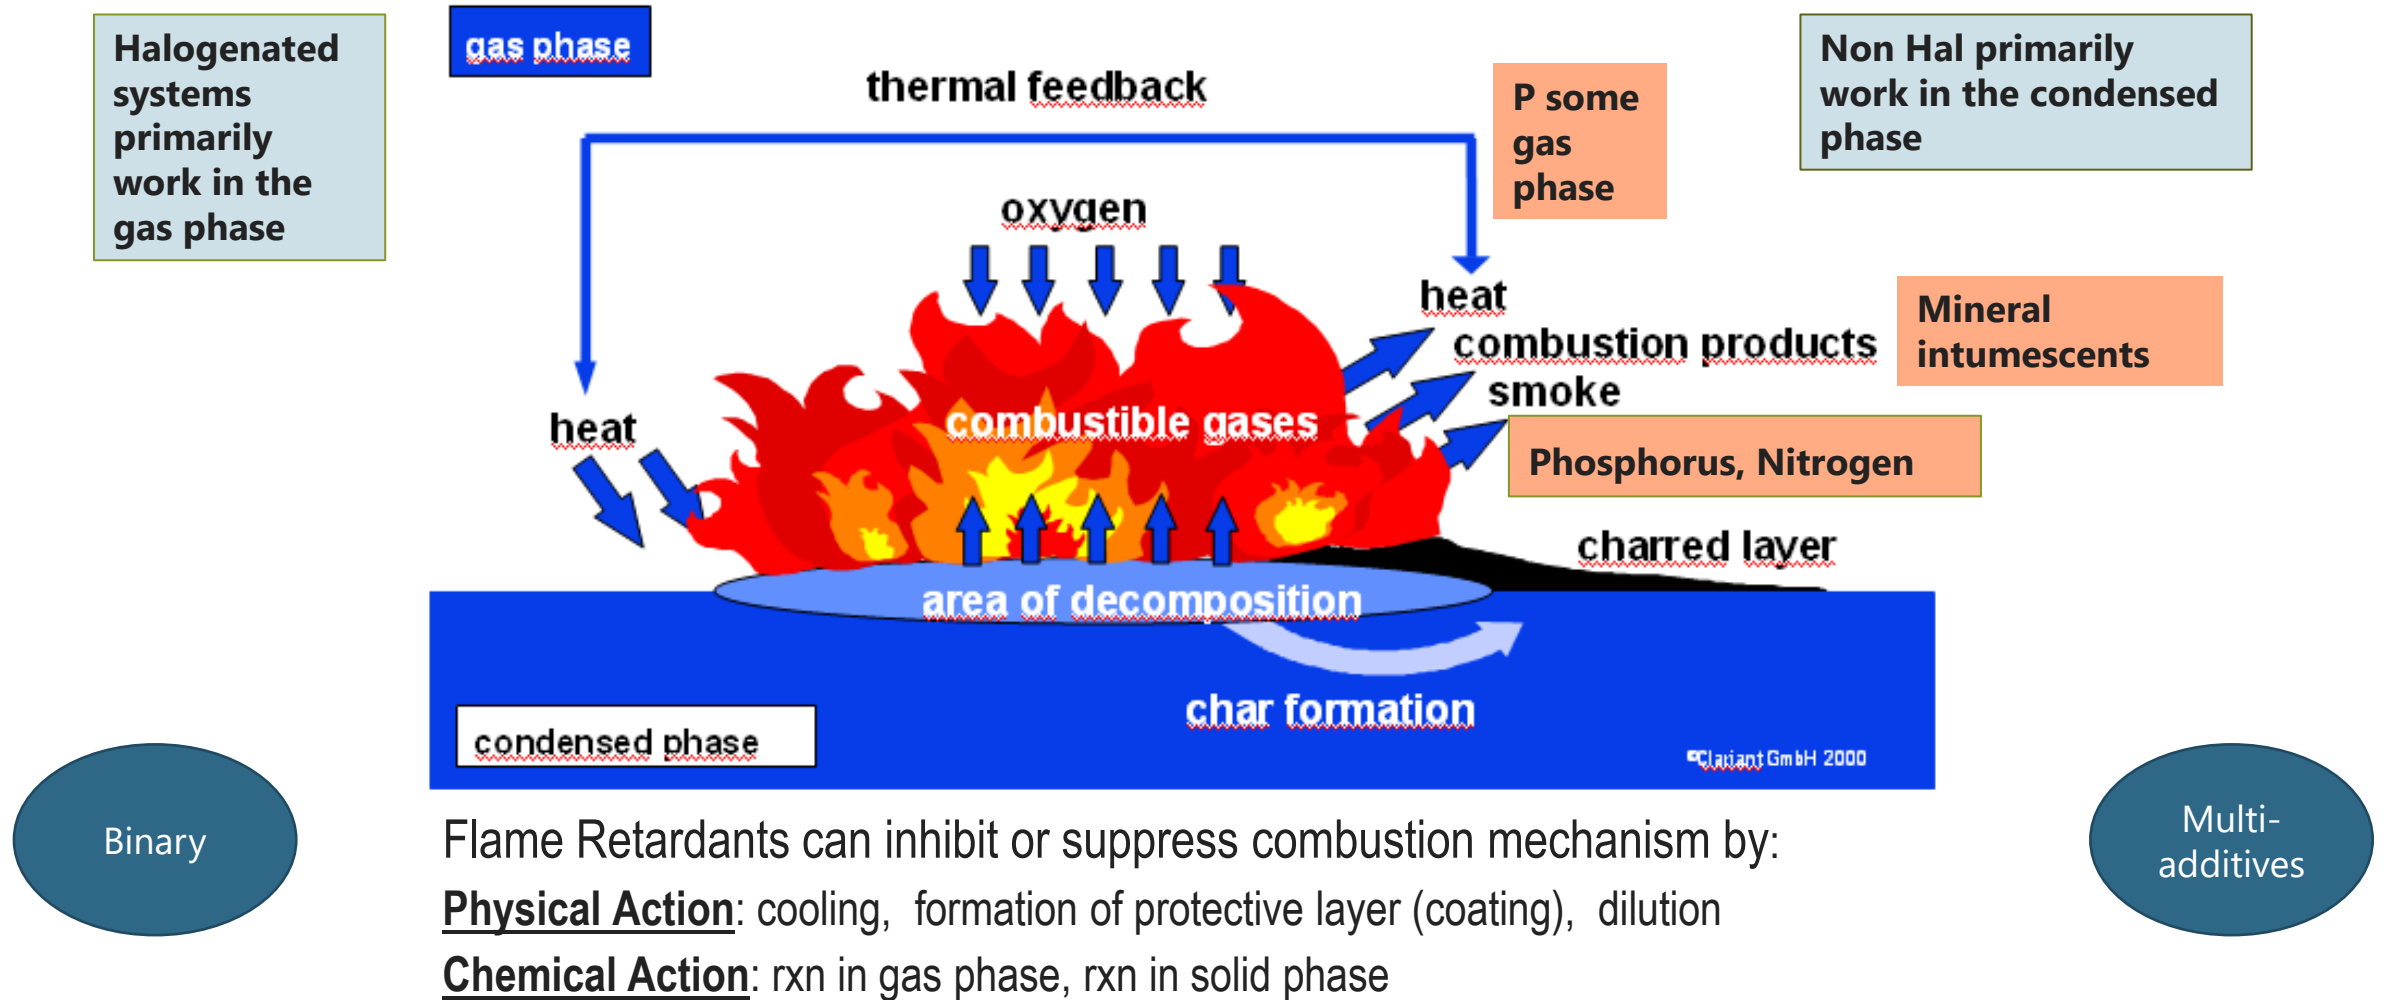 Halogenated
systems
primarily
work in the
gas phase
gas phase
thermal feedback
P some
gas
phase
Non Hal primarily
work in the condensed
phase
oxygen
heat
combustion products
smoke
Mineral
intumescents
heat
combustible gases
Phosphorus, Nitrogen
charred layer
area of decomposition
char formation
condensed phase
©Clariant GmbH 2000
Binary
Multi-
additives
Flame Retardants can inhibit or suppress combustion mechanism by:
Physical Action: cooling, formation of protective layer (coating), dilution
Chemical Action: rxn in gas phase, rxn in solid phase